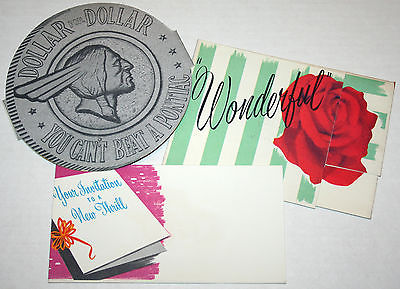 DOLLAR FOR DOLLAR
YOU CAN'T BEAT A PONTIAC
"Wonderful"
Your Invitation
TO A
New Thrill